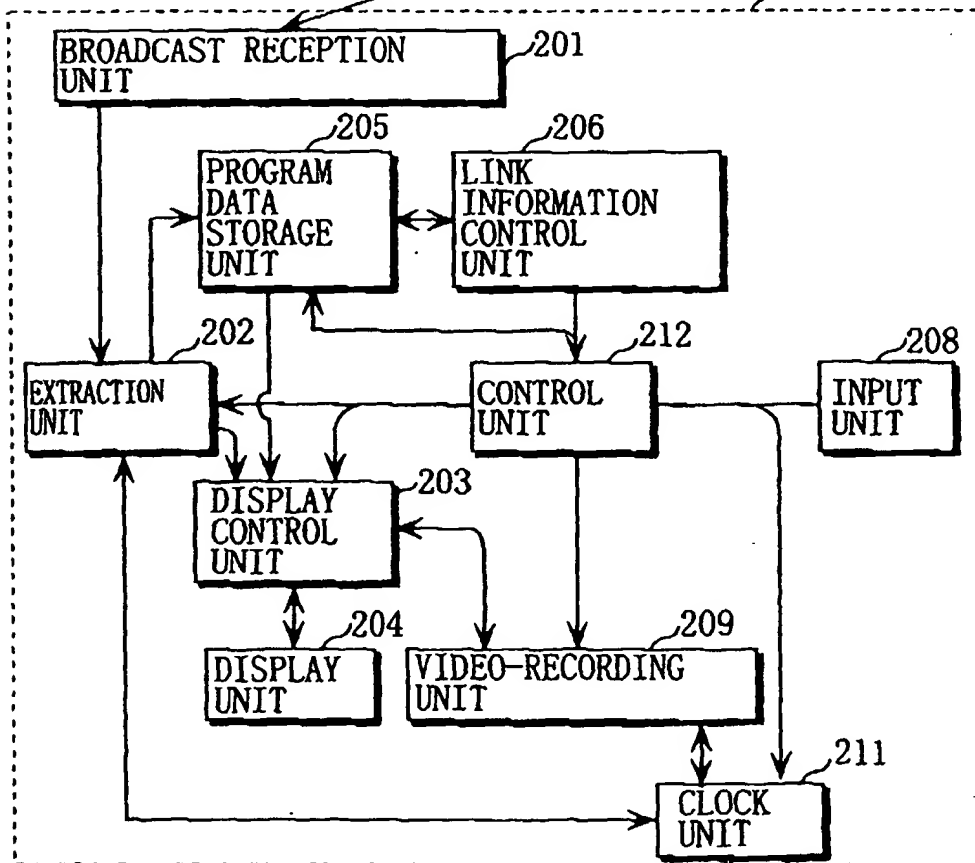 BROADCAST RECEPTION
UNIT
201
205
206
PROGRAM
DATA
STORAGE
UNIT
LINK
INFORMATION
CONTROL
UNIT
202
212
208
EXTRACTION
UNIT
CONTROL
UNIT
INPUT
UNIT
203
DISPLAY
CONTROL
UNIT
204
209
DISPLAY
UNIT
VIDEO-RECORDING
UNIT
211
CLOCK
UNIT